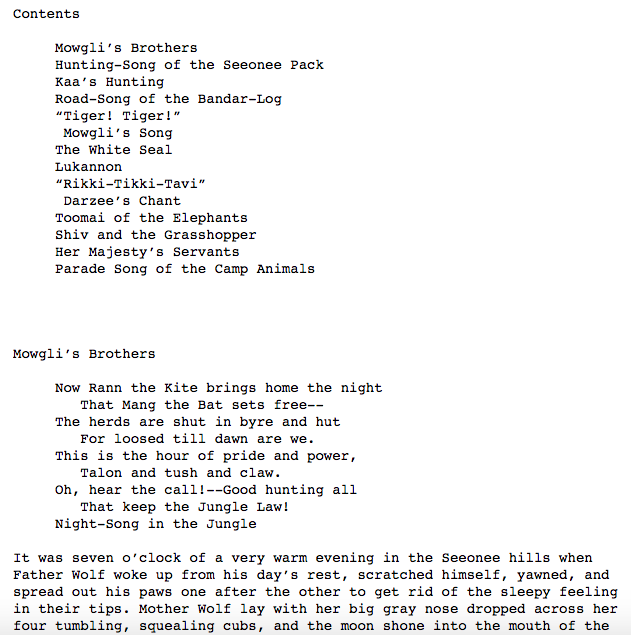 Contents
Mowgli’s Brothers
Hunting-Song of the Seeonee Pack
Kaa’s Hunting
Road-Song of the Bandar-Log
“Tiger! Tiger!”
Mowgli’s Song
The White Seal
Lukannon
“Rikki-Tikki-Tavi”
Darzee’s Chant
Toomai of the Elephants
Shiv and the Grasshopper
Her Majesty’s Servants
Parade Song of the Camp Animals
Mowgli’s Brothers
Now Rann the Kite brings home the night
That Mang the Bat sets free--
The herds are shut in byre and hut
For loosed till dawn are we.
This is the hour of pride and power,
Talon and tush and claw.
Oh, hear the call!--Good hunting all
That keep the Jungle Law!
Night-Song in the Jungle
It was seven o’clock of a very warm evening in the Seeonee hills when
Father Wolf woke up from his day’s rest, scratched himself, yawned, and
spread out his paws one after the other to get rid of the sleepy feeling
in their tips. Mother Wolf lay with her big gray nose dropped across her
four tumbling, squealing cubs, and the moon shone into the mouth of the